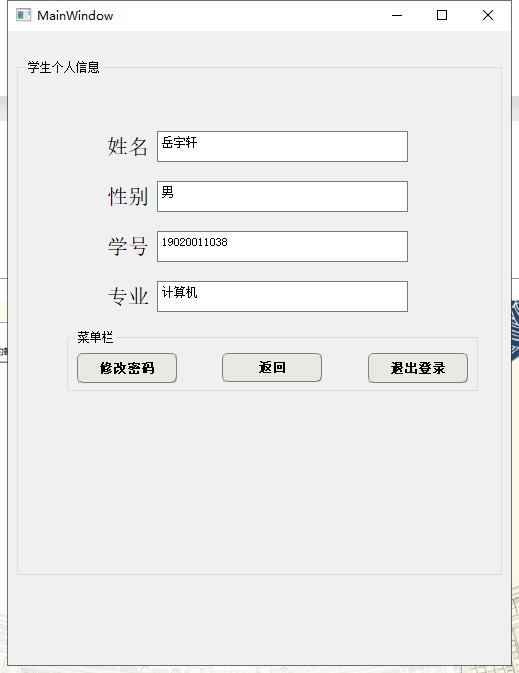 MainWindow
学生个人信息
姓名 岳宇轩
性别 男
学号 19020011038
专业 计算机
菜单栏
修改密码 返回 退出登录